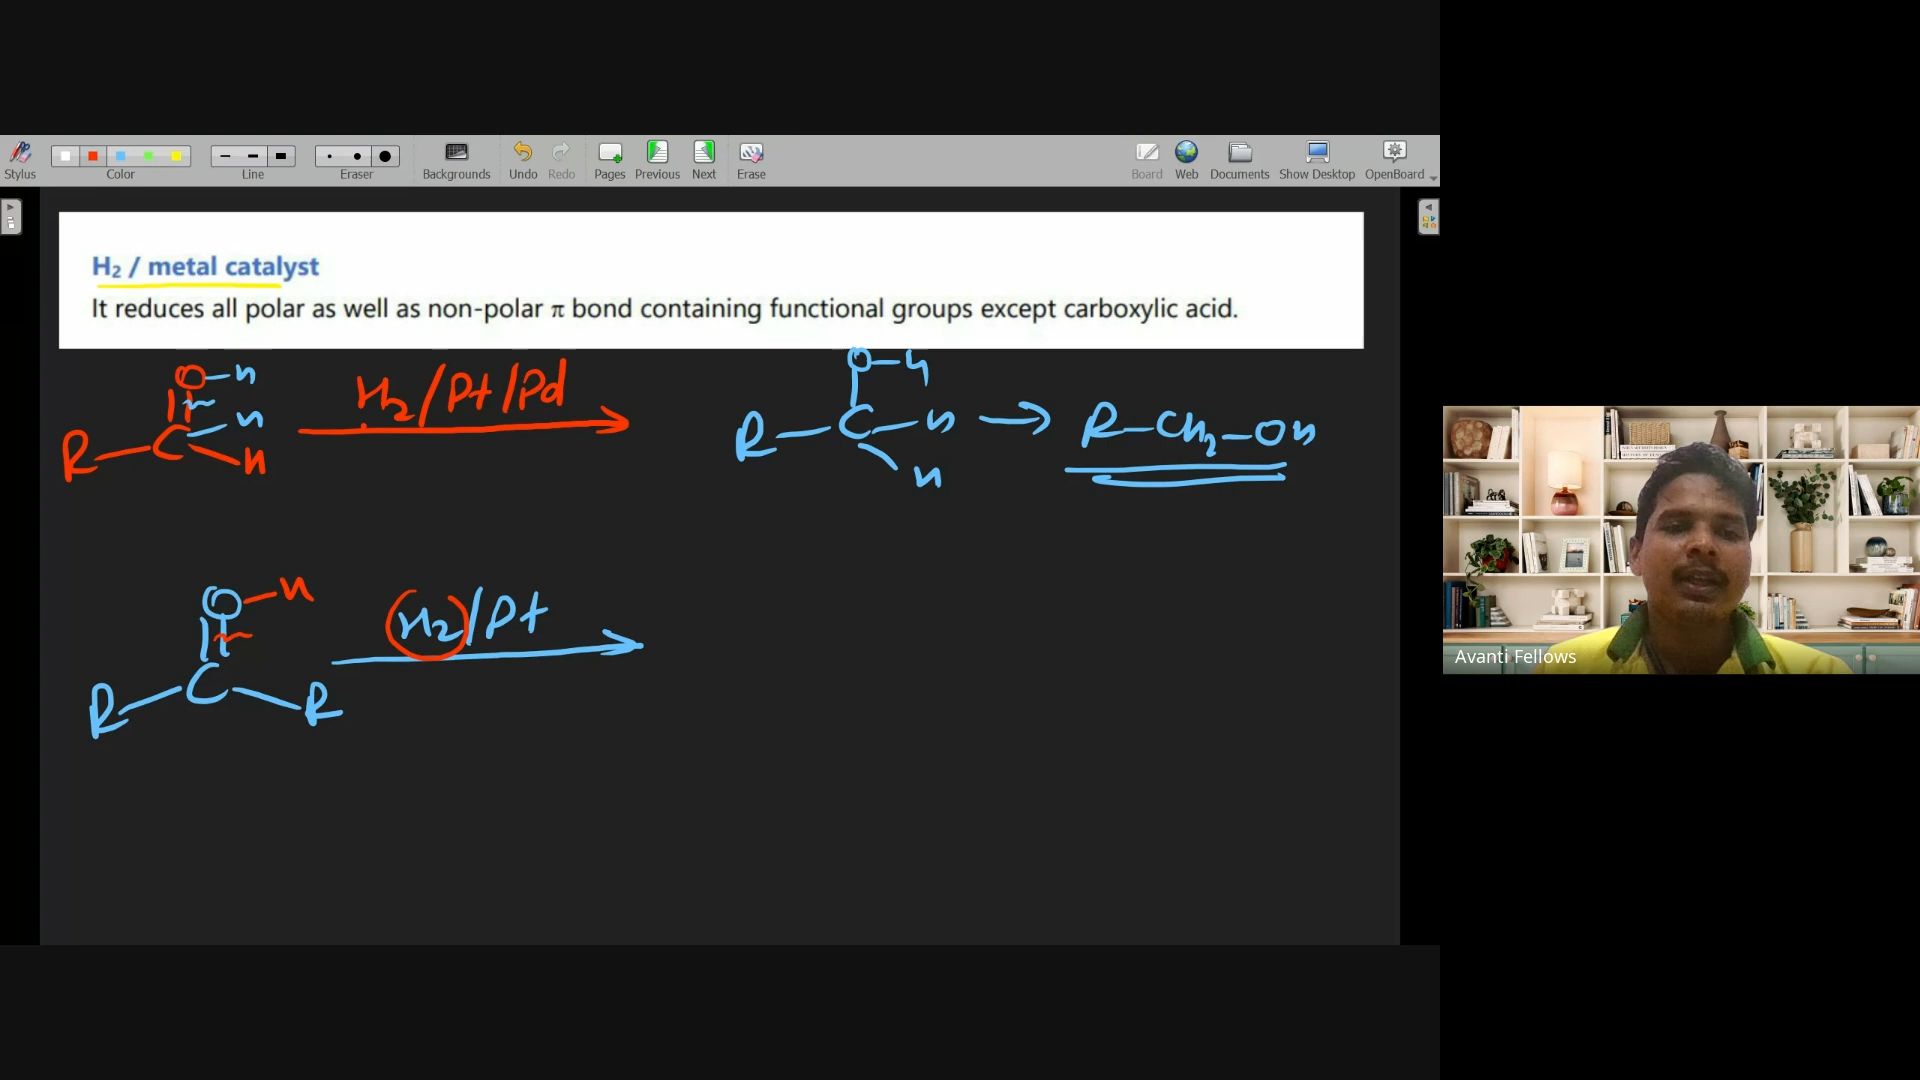 Stylus Color Line Eraser Backgrounds Undo Redo Pages Previous Next Erase Board Web Documents Show Desktop OpenBoard
H₂ / metal catalyst
It reduces all polar as well as non-polar π bond containing functional groups except carboxylic acid.
O–H
H
R–C–H
H₂/Pt/Pd
O–H
R–C–H → R–CH₂–OH
H
O–H
H₂/Pt
C
R R
Avanti Fellows